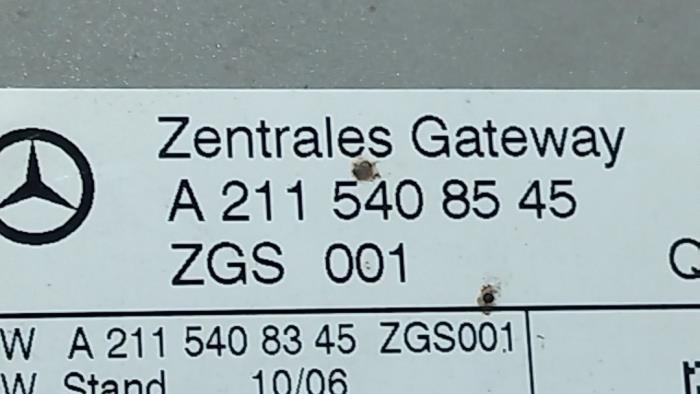 Zentrales Gateway
A 211 540 85 45
ZGS 001 Q
W A 211 540 83 45 ZGS001
W Stand 10/06